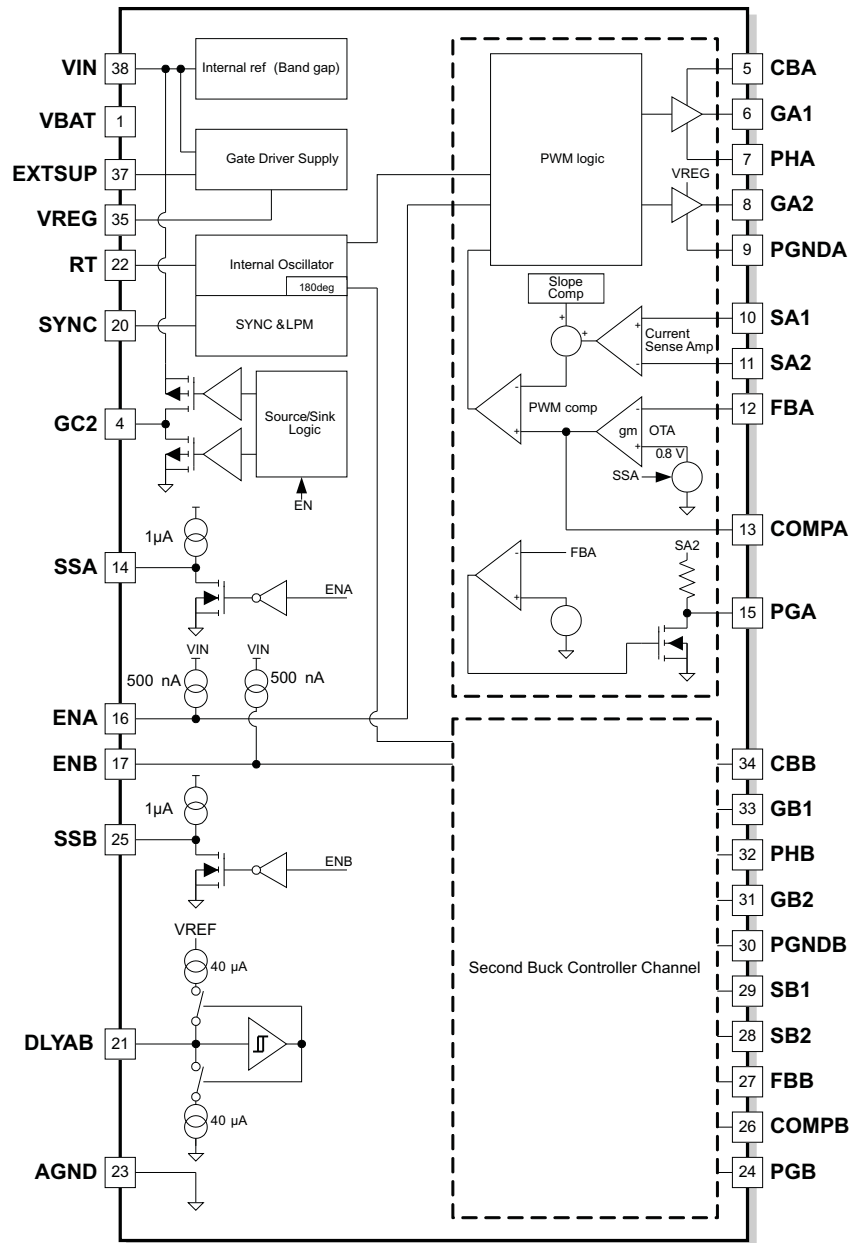 VIN 38
Internal ref (Band gap)
VBAT 1
EXTSUP 37
Gate Driver Supply
VREG 35
RT 22
Internal Oscillator
180deg
SYNC 20
SYNC &LPM
GC2 4
Source/Sink
Logic
EN
1µA
SSA 14
ENA
VIN
VIN
500 nA
500 nA
ENA 16
ENB 17
1µA
SSB 25
ENB
VREF
40 µA
DLYAB 21
40 µA
AGND 23
PWM logic
5 CBA
6 GA1
7 PHA
VREG
8 GA2
9 PGNDA
Slope
Comp
+
+
+
-
Current
Sense Amp
10 SA1
11 SA2
-
+
PWM comp
gm
OTA
-
+
0.8 V
SSA
12 FBA
13 COMPA
-
+
FBA
SA2
15 PGA
Second Buck Controller Channel
34 CBB
33 GB1
32 PHB
31 GB2
30 PGNDB
29 SB1
28 SB2
27 FBB
26 COMPB
24 PGB